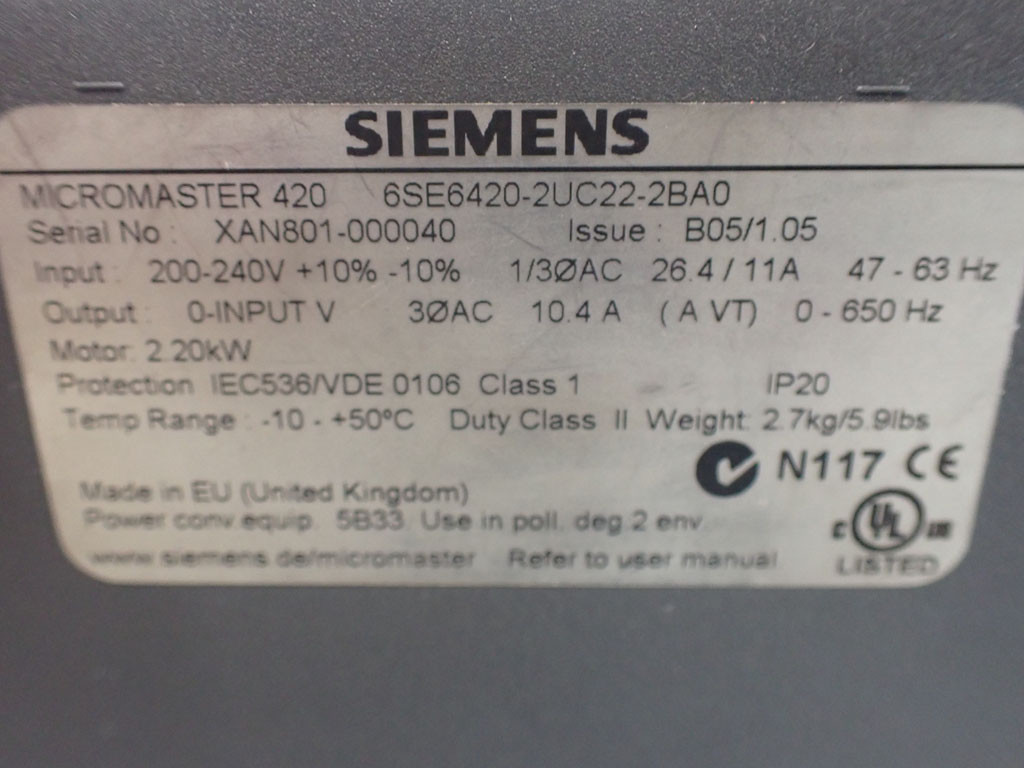 SIEMENS
MICROMASTER 420 6SE6420-2UC22-2BA0
Serial No : XAN801-000040 Issue : B05/1.05
Input : 200-240V +10% -10% 1/3ØAC 26.4 / 11A 47 - 63 Hz
Output : 0-INPUT V 3ØAC 10.4 A ( A VT) 0 - 650 Hz
Motor: 2.20kW
Protection IEC536/VDE 0106 Class 1 IP20
Temp Range : -10 - +50ºC Duty Class II Weight: 2.7kg/5.9lbs
N117 CE
Made in EU (United Kingdom)
Power conv.equip. 5B33 Use in poll. deg.2 env.
c UL us
www.siemens.de/micromaster Refer to user manual
LISTED